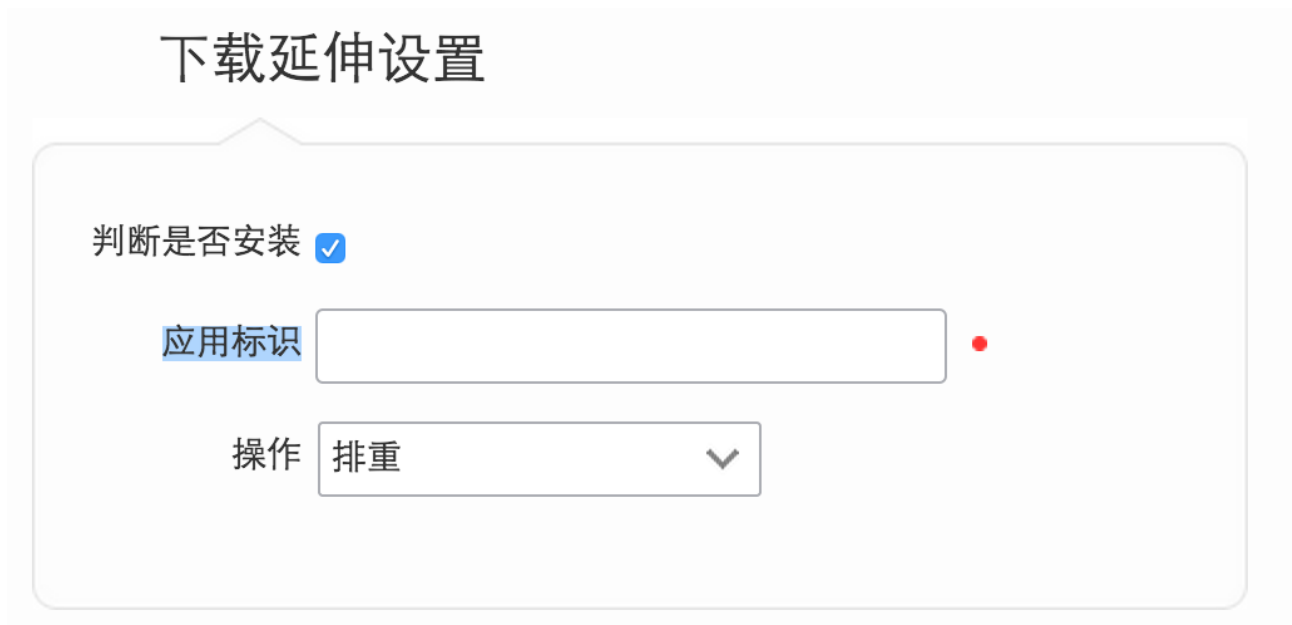 下载延伸设置
判断是否安装
应用标识
操作 排重